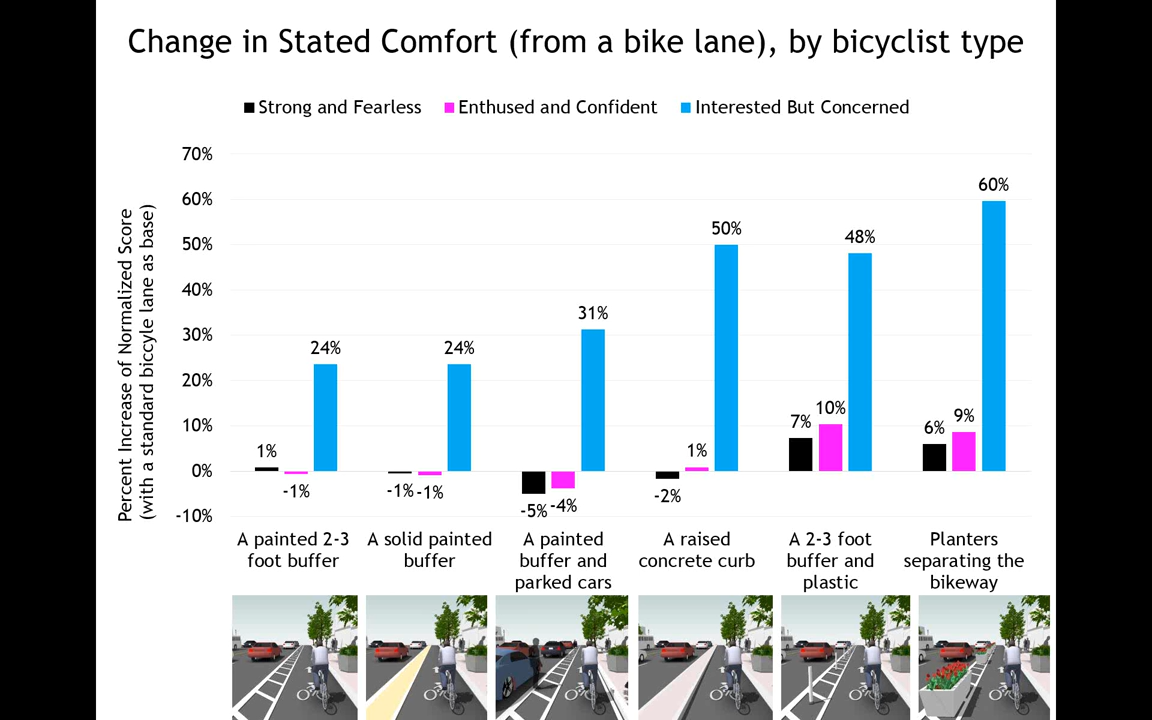 Change in Stated Comfort (from a bike lane), by bicyclist type
Strong and Fearless
Enthused and Confident
Interested But Concerned
Percent Increase of Normalized Score
(with a standard biccyle lane as base)
70%
60%
50%
40%
30%
20%
10%
0%
-10%
1%
-1%
24%
-1%
-1%
24%
-5%
-4%
31%
-2%
1%
50%
7%
10%
48%
6%
9%
60%
A painted 2-3
foot buffer
A solid painted
buffer
A painted
buffer and
parked cars
A raised
concrete curb
A 2-3 foot
buffer and
plastic
Planters
separating the
bikeway